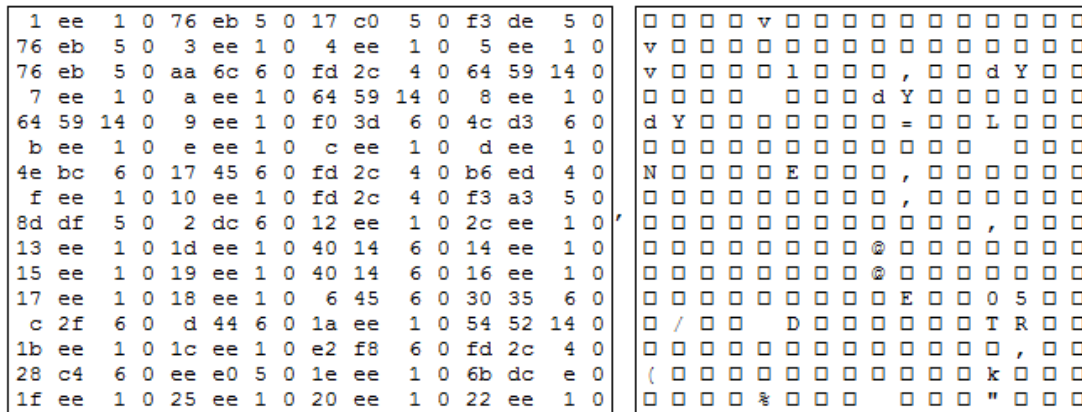 1 ee 1 0 76 eb 5 0 17 c0 5 0 f3 de 5 0
76 eb 5 0 3 ee 1 0 4 ee 1 0 5 ee 1 0
76 eb 5 0 aa 6c 6 0 fd 2c 4 0 64 59 14 0
7 ee 1 0 a ee 1 0 64 59 14 0 8 ee 1 0
64 59 14 0 9 ee 1 0 f0 3d 6 0 4c d3 6 0
b ee 1 0 e ee 1 0 c ee 1 0 d ee 1 0
4e bc 6 0 17 45 6 0 fd 2c 4 0 b6 ed 4 0
f ee 1 0 10 ee 1 0 fd 2c 4 0 f3 a3 5 0
8d df 5 0 2 dc 6 0 12 ee 1 0 2c ee 1 0 ,
13 ee 1 0 1d ee 1 0 40 14 6 0 14 ee 1 0
15 ee 1 0 19 ee 1 0 40 14 6 0 16 ee 1 0
17 ee 1 0 18 ee 1 0 6 45 6 0 30 35 6 0
c 2f 6 0 d 44 6 0 1a ee 1 0 54 52 14 0
1b ee 1 0 1c ee 1 0 e2 f8 6 0 fd 2c 4 0
28 c4 6 0 ee e0 5 0 1e ee 1 0 6b dc e 0
1f ee 1 0 25 ee 1 0 20 ee 1 0 22 ee 1 0
□ □ □ □ v □ □ □ □ □ □ □ □ □ □ □
v □ □ □ □ □ □ □ □ □ □ □ □ □ □ □
v □ □ □ □ l □ □ □ , □ □ d Y □ □
□ □ □ □   □ □ □ d Y □ □ □ □ □ □
d Y □ □ □ □ □ □ □ = □ □ L □ □ □
□ □ □ □ □ □ □ □ □ □ □ □   □ □ □
N □ □ □ □ E □ □ □ , □ □ □ □ □ □
□ □ □ □ □ □ □ □ □ , □ □ □ □ □ □
□ □ □ □ □ □ □ □ □ □ □ □ , □ □ □
□ □ □ □ □ □ □ □ @ □ □ □ □ □ □ □
□ □ □ □ □ □ □ □ @ □ □ □ □ □ □ □
□ □ □ □ □ □ □ □ □ E □ □ 0 5 □ □
□ / □ □   D □ □ □ □ □ □ T R □ □
□ □ □ □ □ □ □ □ □ □ □ □ □ , □ □
( □ □ □ □ □ □ □ □ □ □ □ k □ □ □
□ □ □ □ % □ □ □   □ □ □ " □ □ □